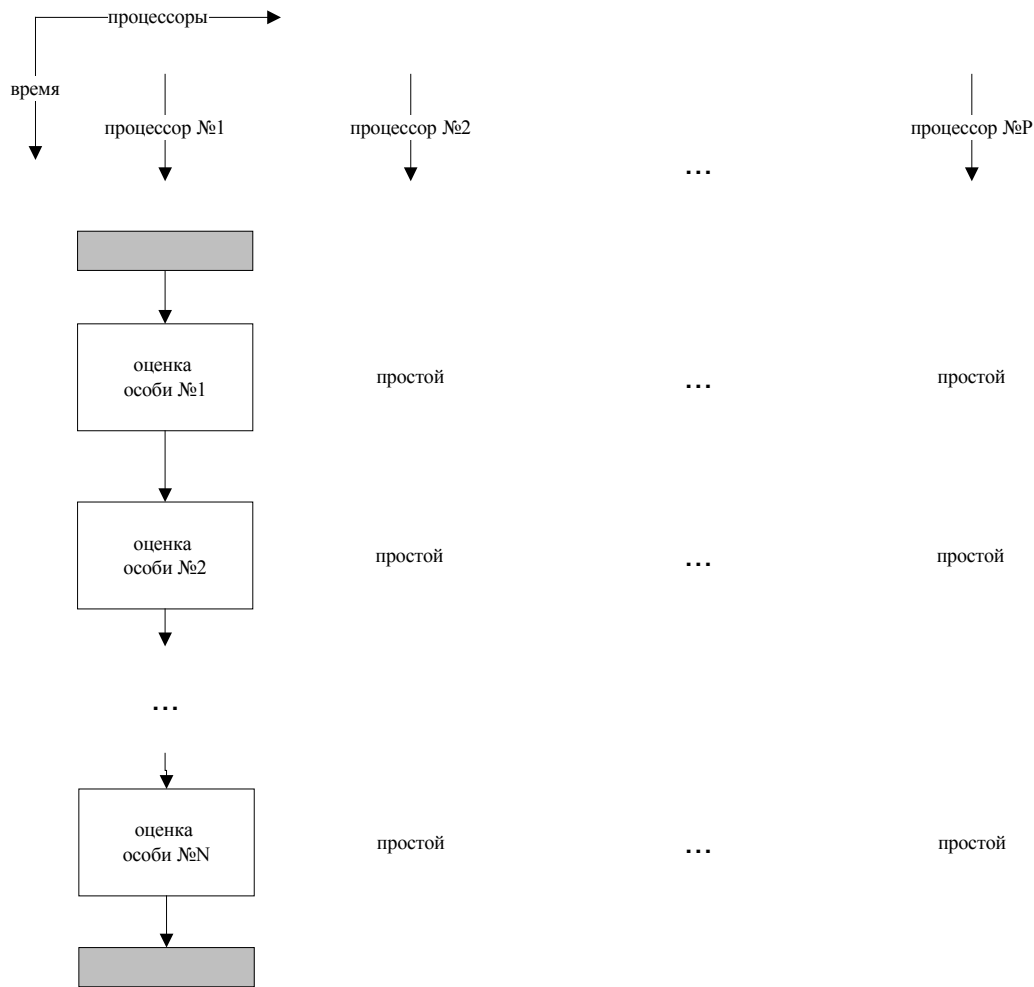 процессоры
время
процессор №1
процессор №2
...
процессор №P
оценка
особи №1
простой
...
простой
оценка
особи №2
простой
...
простой
...
оценка
особи №N
простой
...
простой